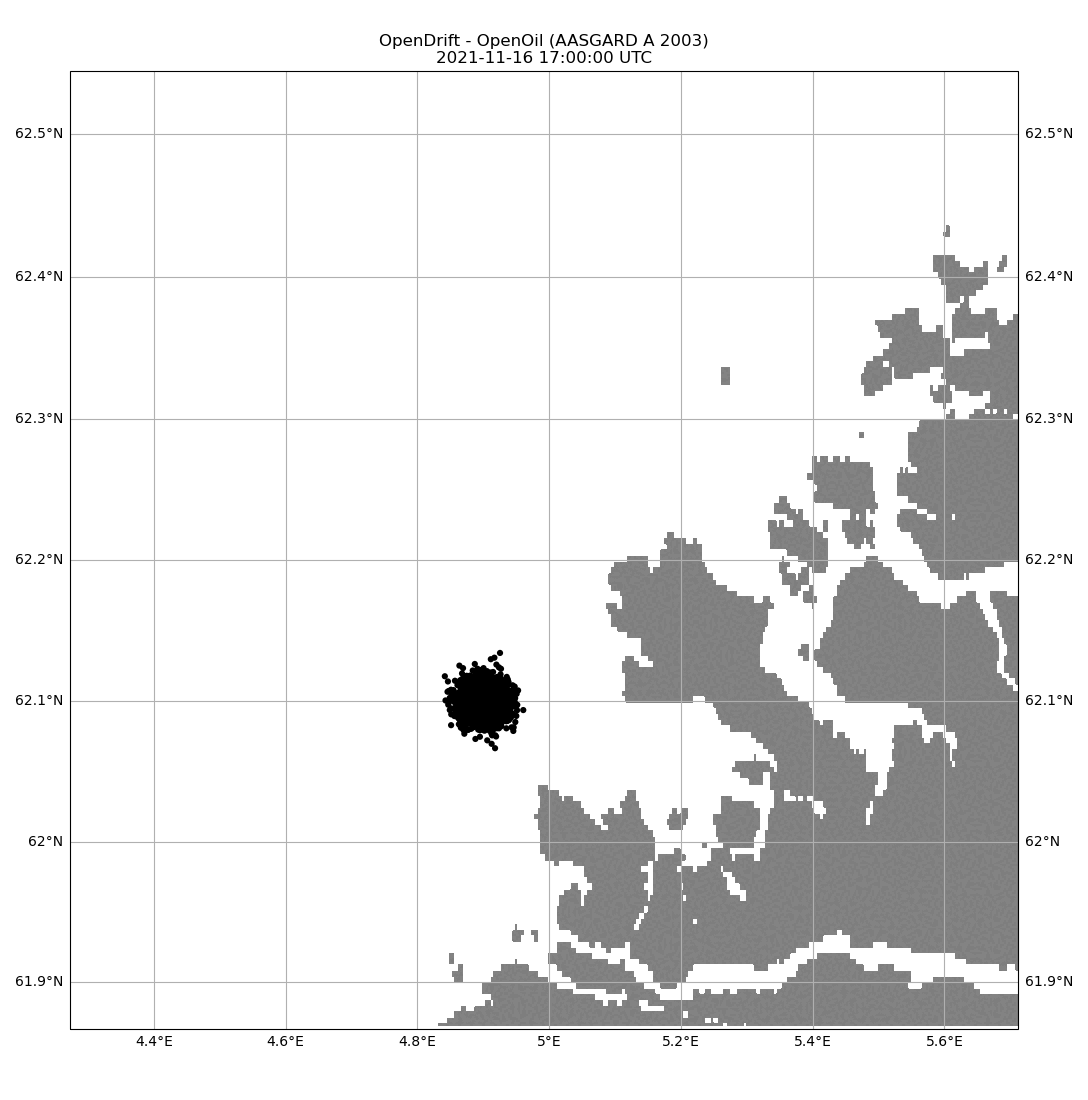 OpenDrift - OpenOil (AASGARD A 2003)
2021-11-16 17:00:00 UTC
62.5°N 62.5°N
62.4°N 62.4°N
62.3°N 62.3°N
62.2°N 62.2°N
62.1°N 62.1°N
62°N 62°N
61.9°N 61.9°N
4.4°E 4.6°E 4.8°E 5°E 5.2°E 5.4°E 5.6°E